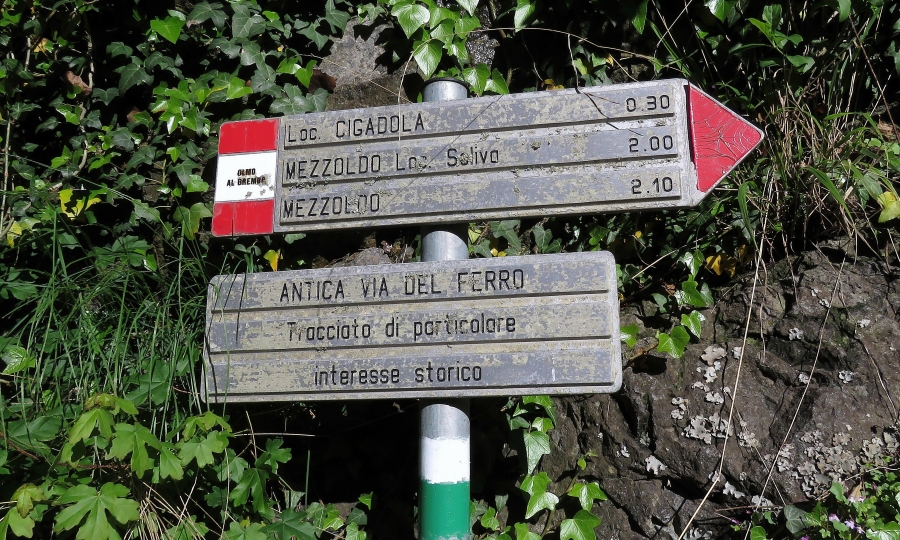 Loc. CIGADOLA 0.30
OLMO
AL BREMBO
MEZZOLDO Loc. Soliva 2.00
MEZZOLDO 2.10
ANTICA VIA DEL FERRO
Tracciato di particolare
interesse storico